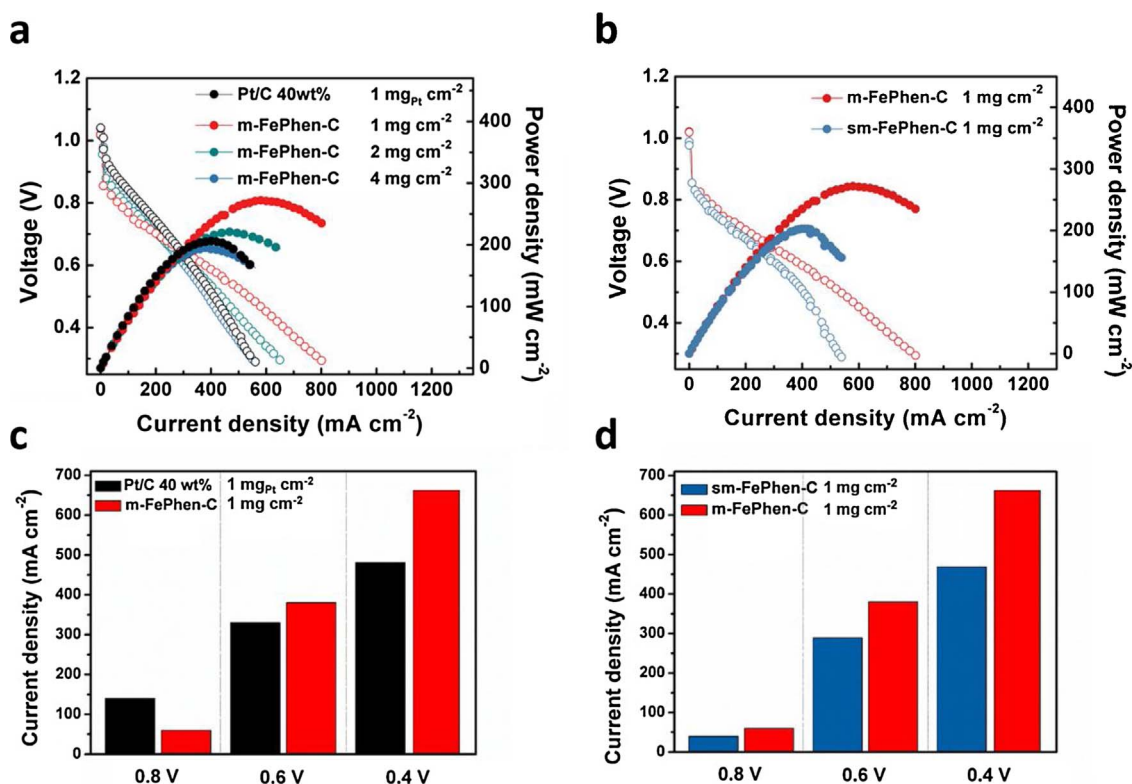 a
1.2
1.0
0.8
0.6
0.4
Voltage (V)
Pt/C 40wt% 1 mgPt cm-2
m-FePhen-C 1 mg cm-2
m-FePhen-C 2 mg cm-2
m-FePhen-C 4 mg cm-2
400
300
200
100
0
Power density (mW cm-2)
0 200 400 600 800 1000 1200
Current density (mA cm-2)
b
1.2
1.0
0.8
0.6
0.4
Voltage (V)
m-FePhen-C 1 mg cm-2
sm-FePhen-C 1 mg cm-2
400
300
200
100
0
Power density (mW cm-2)
0 200 400 600 800 1000 1200
Current density (mA cm-2)
c
700
600
500
400
300
200
100
0
Current density (mA cm-2)
Pt/C 40 wt% 1 mgPt cm-2
m-FePhen-C 1 mg cm-2
0.8 V 0,6 V 0,4 V
d
700
600
500
400
300
200
100
0
Current density (mA cm-2)
sm-FePhen-C 1 mg cm-2
m-FePhen-C 1 mg cm-2
0.8 V 0,6 V 0,4 V